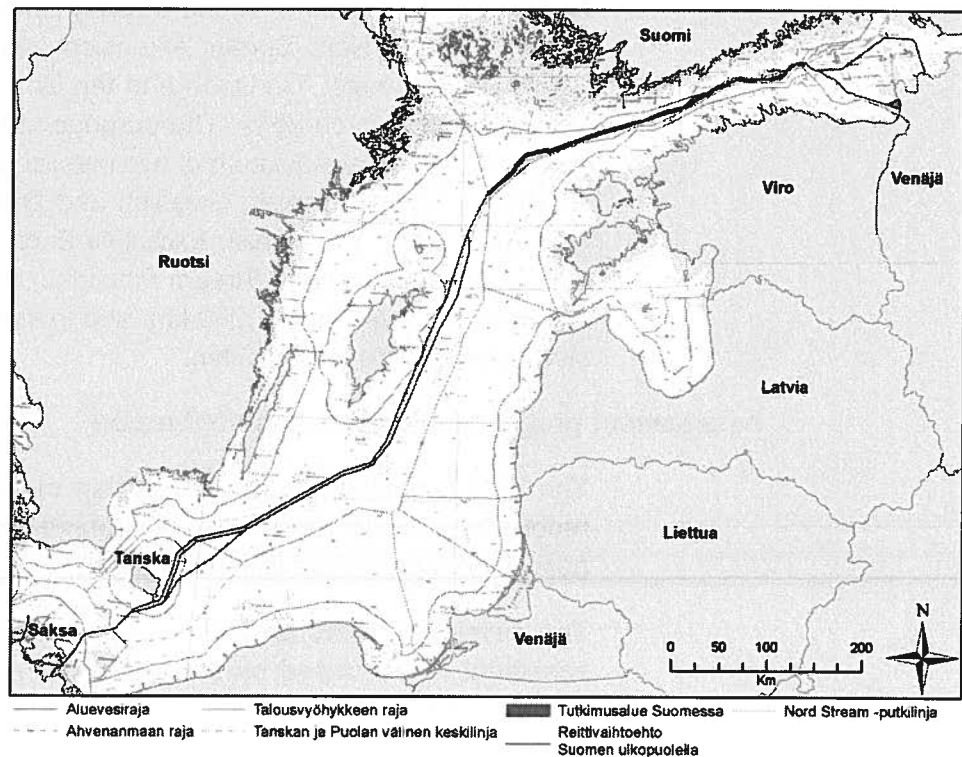 Suomi
Viro
Venäjä
Ruotsi
Latvia
Liettua
Tanska
Saksa
Venäjä
N
0 50 100 200
Km
Aluevesiraja
Talousvyöhykkeen raja
Tutkimusalue Suomessa
Nord Stream -putkilinja
Ahvenanmaan raja
Tanskan ja Puolan välinen keskilinja
Reittivaihtoehto
Suomen ulkopuolella